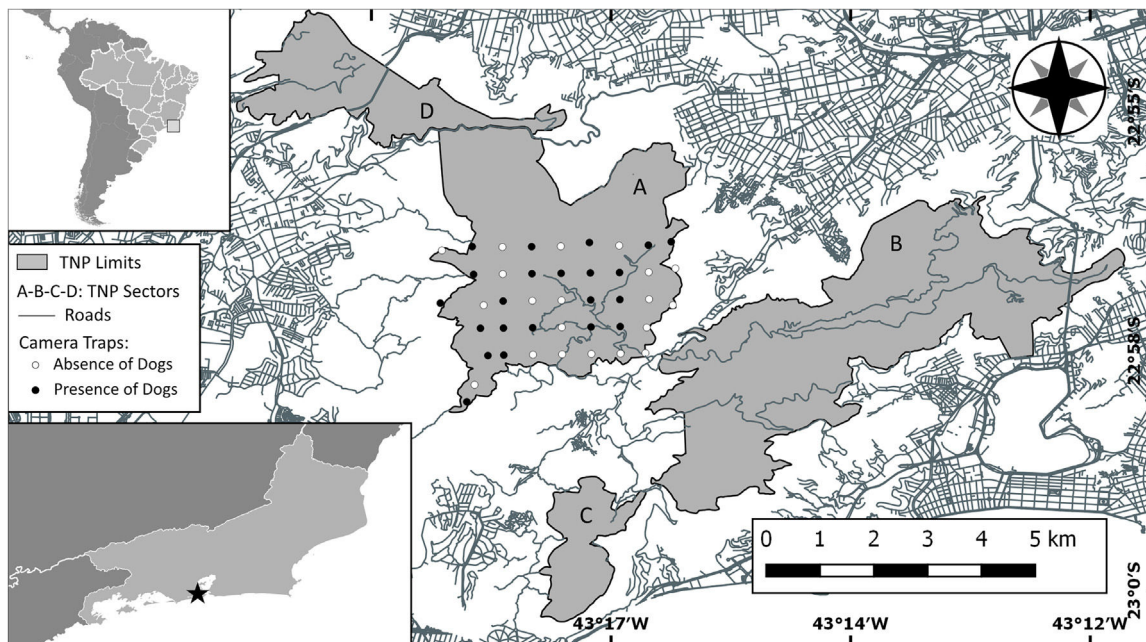 D
A
B
C
TNP Limits
A-B-C-D: TNP Sectors
Roads
Camera Traps:
Absence of Dogs
Presence of Dogs
22°55'S
22°58'S
23°0'S
0 1 2 3 4 5 km
43°17'W 43°14'W 43°12'W